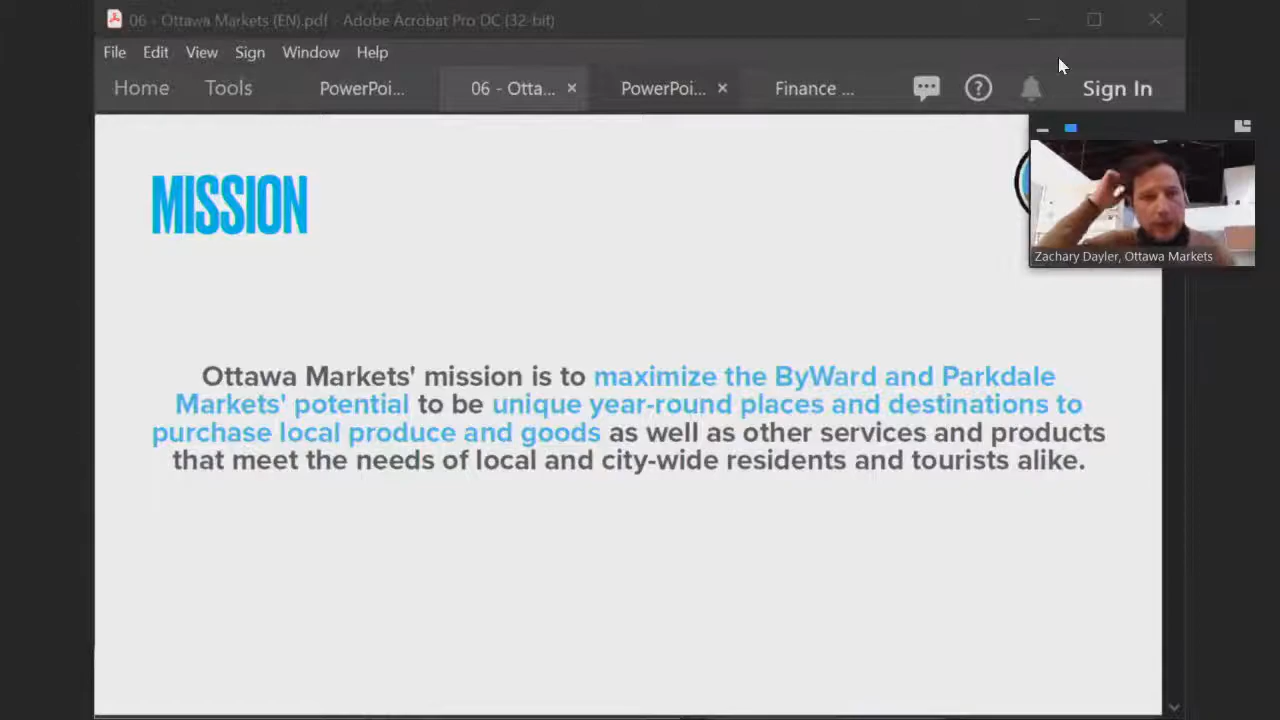 06 - Ottawa Markets (EN).pdf - Adobe Acrobat Pro DC (32-bit)
File Edit View Sign Window Help
Home Tools PowerPoi... 06 - Otta... × PowerPoi... × Finance ... Sign In
MISSION
Zachary Dayler, Ottawa Markets
Ottawa Markets' mission is to maximize the ByWard and Parkdale
Markets' potential to be unique year-round places and destinations to
purchase local produce and goods as well as other services and products
that meet the needs of local and city-wide residents and tourists alike.